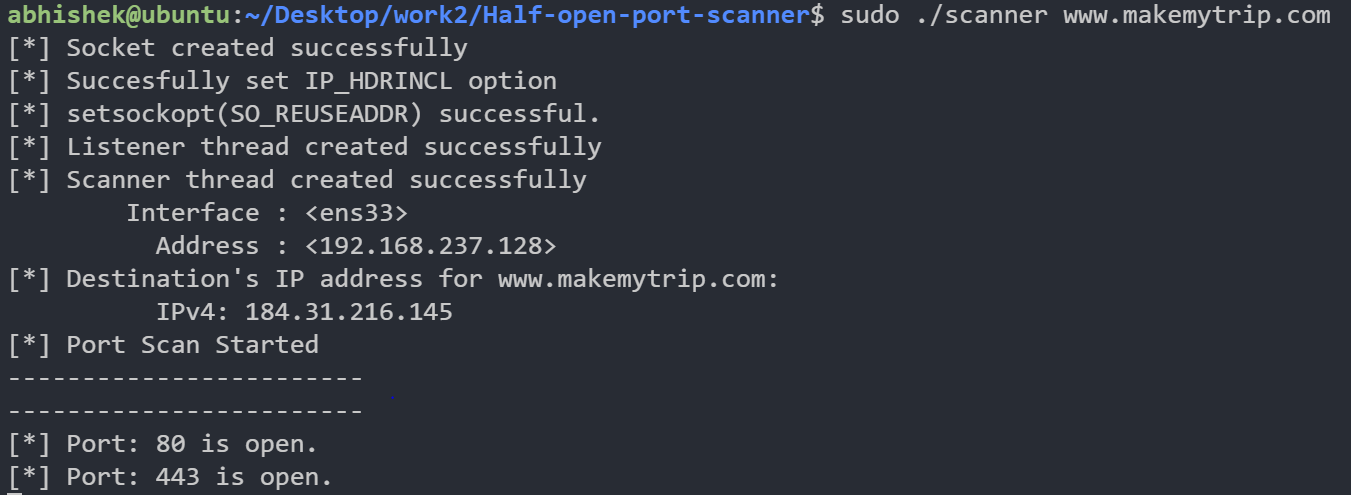 abhishek@ubuntu:~/Desktop/work2/Half-open-port-scanner$ sudo ./scanner www.makemytrip.com
[*] Socket created successfully
[*] Succesfully set IP_HDRINCL option
[*] setsockopt(SO_REUSEADDR) successful.
[*] Listener thread created successfully
[*] Scanner thread created successfully
        Interface : <ens33>
          Address : <192.168.237.128>
[*] Destination's IP address for www.makemytrip.com:
          IPv4: 184.31.216.145
[*] Port Scan Started
------------------------
------------------------
[*] Port: 80 is open.
[*] Port: 443 is open.